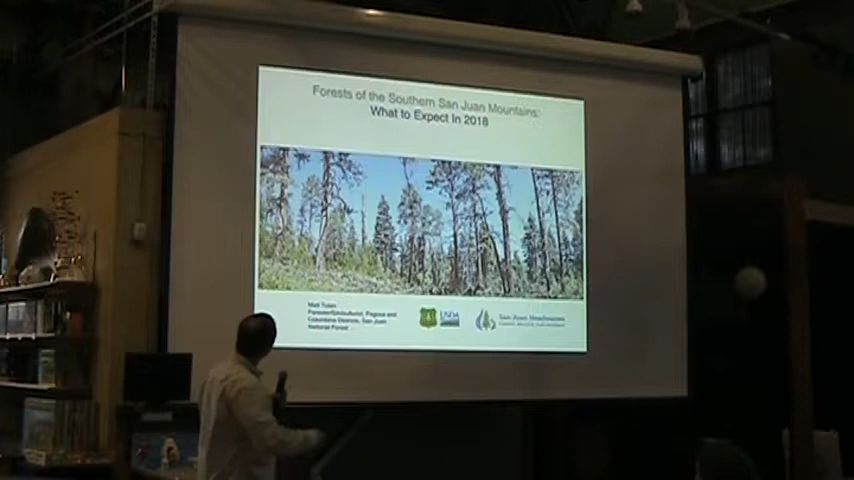 Forests of the Southern San Juan Mountains:
What to Expect In 2018
Matt Tuten
Forester/Silviculturist, Pagosa and
Columbine Districts, San Juan
National Forest
USDA
San Juan Headwaters